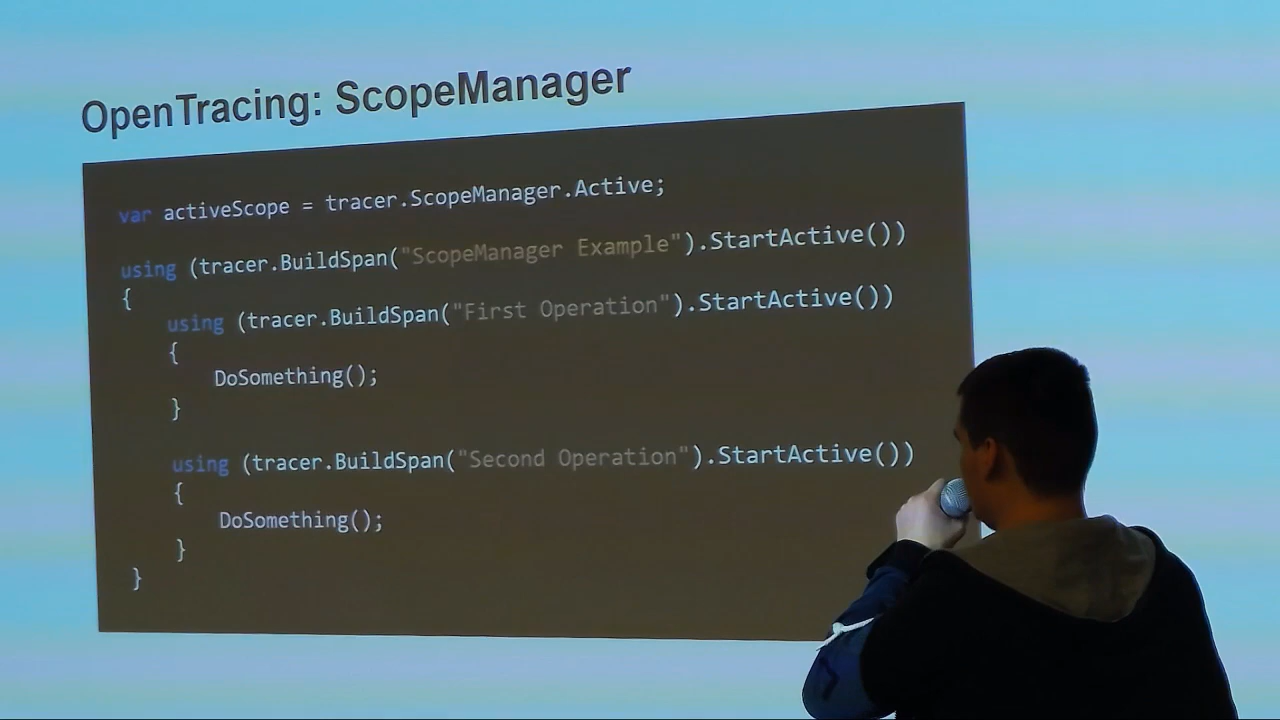 OpenTracing: ScopeManager
var activeScope = tracer.ScopeManager.Active;
using (tracer.BuildSpan("ScopeManager Example").StartActive())
{
using (tracer.BuildSpan("First Operation").StartActive())
{
DoSomething();
}
using (tracer.BuildSpan("Second Operation").StartActive())
{
DoSomething();
}
}